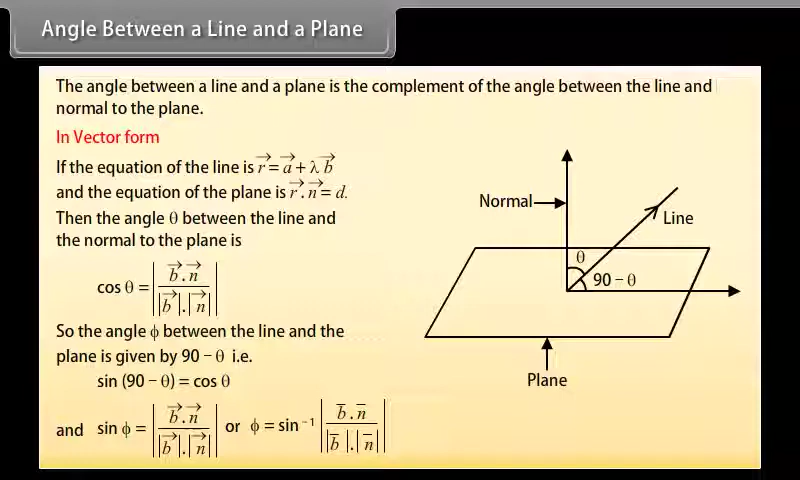 Angle Between a Line and a Plane
The angle between a line and a plane is the complement of the angle between the line and
normal to the plane.
In Vector form
If the equation of the line is r⃗ = a⃗ + λ b⃗
and the equation of the plane is r⃗ . n⃗ = d.
Then the angle θ between the line and
the normal to the plane is
cos θ = | b⃗ . n⃗ / |b⃗| . |n⃗| |
So the angle ϕ between the line and the
plane is given by 90 – θ i.e.
sin (90 – θ) = cos θ
and sin ϕ = | b⃗ . n⃗ / |b⃗| . |n⃗| | or ϕ = sin⁻¹ | b̄ . n̄ / |b̄| . |n̄| |
Normal
Line
θ
90 – θ
Plane